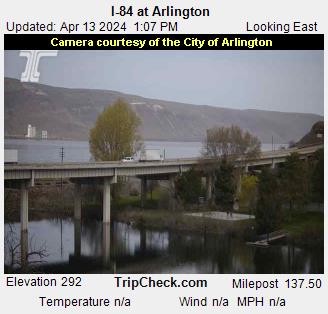 I-84 at Arlington
Updated: Apr 13 2024 1:07 PM Looking East
Camera courtesy of the City of Arlington
Elevation 292 TripCheck.com Milepost 137.50
Temperature n/a Wind n/a MPH n/a